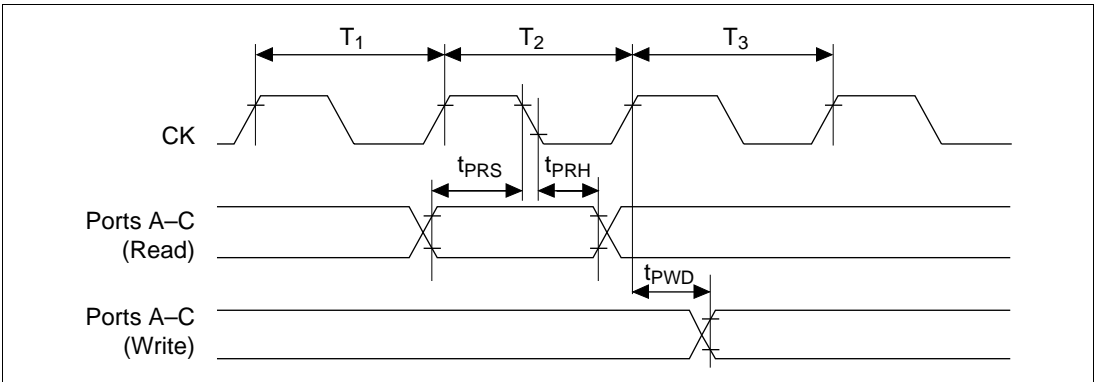 T1 T2 T3
CK
tPRS tPRH
Ports A–C
(Read)
tPWD
Ports A–C
(Write)